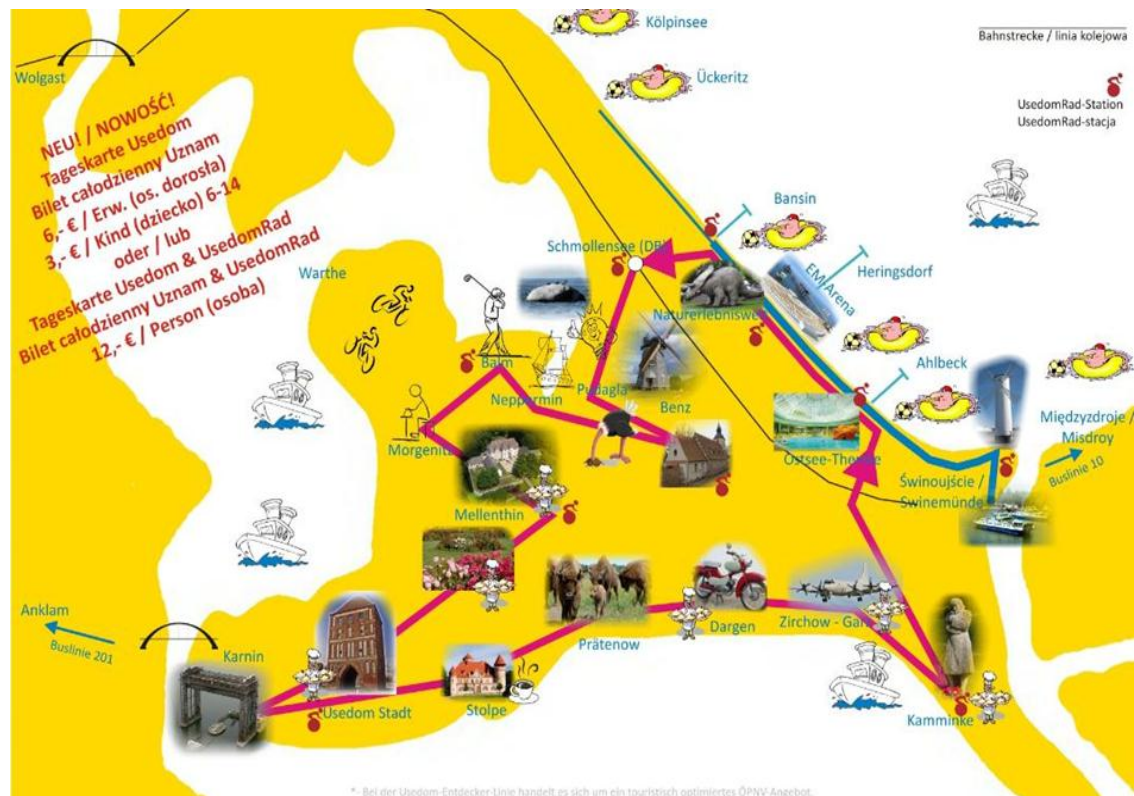 Kölpinsee
Bahnstrecke / linia kolejowa
Wolgast
Ückeritz
UsedomRad-Station
UsedomRad-stacja
NEU! / NOWOŚĆ!
Tageskarte Usedom
Bilet całodzienny Uznam
6,- € / Erw. (os. dorosła)
3,- € / Kind (dziecko) 6-14
oder / lub
Tageskarte Usedom & UsedomRad
Bilet całodzienny Uznam & UsedomRad
12,- € / Person (osoba)
Bansin
Schmollensee (DB)
EM Arena
Heringsdorf
Warthe
Naturerlebniswelt
Balm
Ahlbeck
Neppermin
Pudagla
Benz
Międzyzdroje /
Misdroy
Buslinie 10
Morgenitz
Ostsee-Therme
Świnoujście /
Swinemünde
Mellenthin
Anklam
Buslinie 201
Karnin
Prätenow
Dargen
Zirchow -
Usedom Stadt
Stolpe
Kamminke
*- Bei der Usedom-Entdecker-Linie handelt es sich um ein touristisch optimiertes ÖPNV-Angebot.